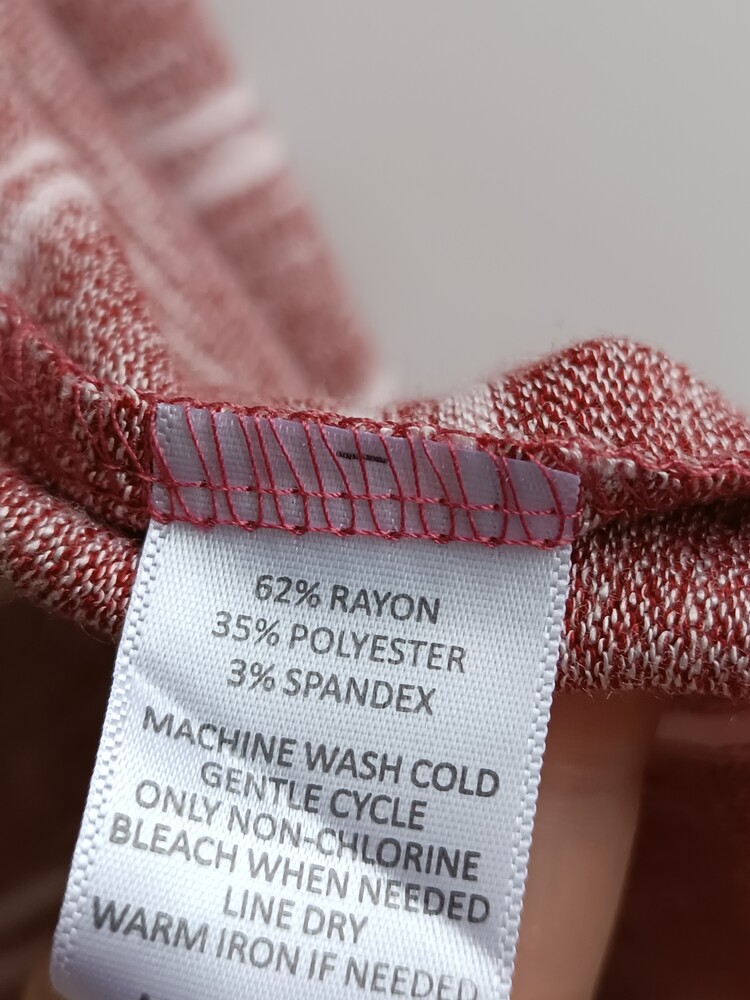 62% RAYON
35% POLYESTER
3% SPANDEX
MACHINE WASH COLD
GENTLE CYCLE
ONLY NON-CHLORINE
BLEACH WHEN NEEDED
LINE DRY
WARM IRON IF NEEDED